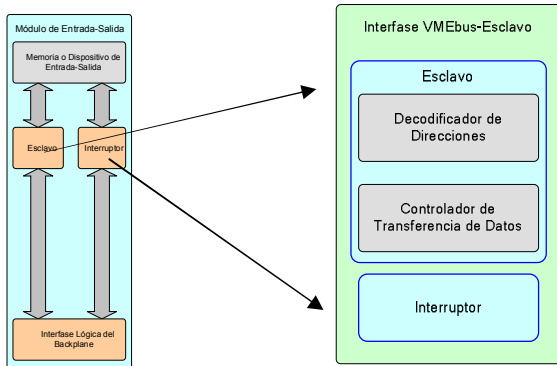 Módulo de Entrada-Salida
Memoria o Dispositivo de
Entrada-Salida
Esclavo
Interruptor
Interfase Lógica del
Backplane
Interfase VMEbus-Esclavo
Esclavo
Decodificador de
Direcciones
Controlador de
Transferencia de Datos
Interruptor